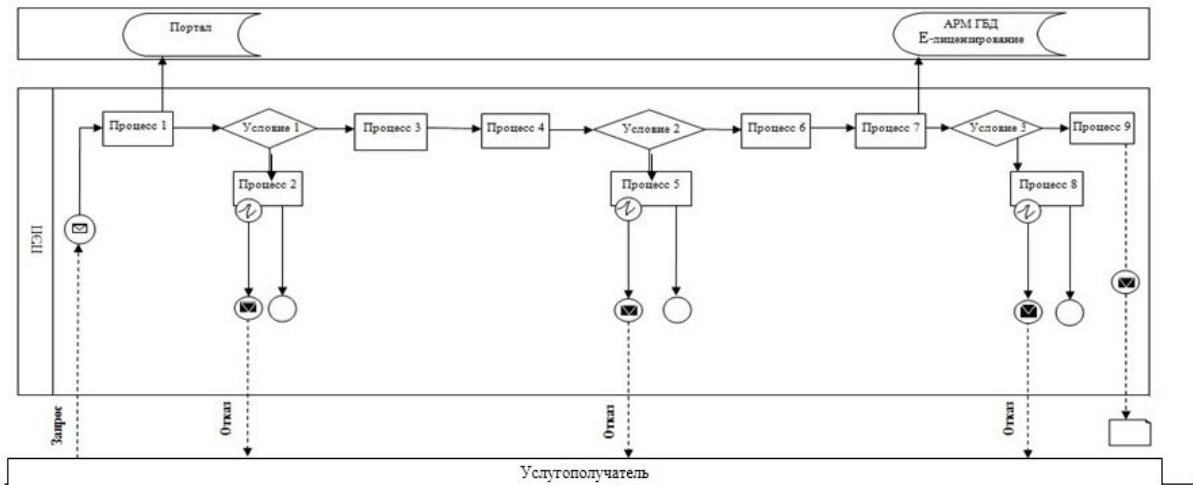 Портал
АРМ ГБД
Е-лицензирование
Процесс 1
Условие 1
Процесс 3
Процесс 4
Условие 2
Процесс 6
Процесс 7
Условие 3
Процесс 9
Процесс 2
Процесс 5
Процесс 8
ПСП
Запрос
Отказ
Отказ
Отказ
Услугополучатель